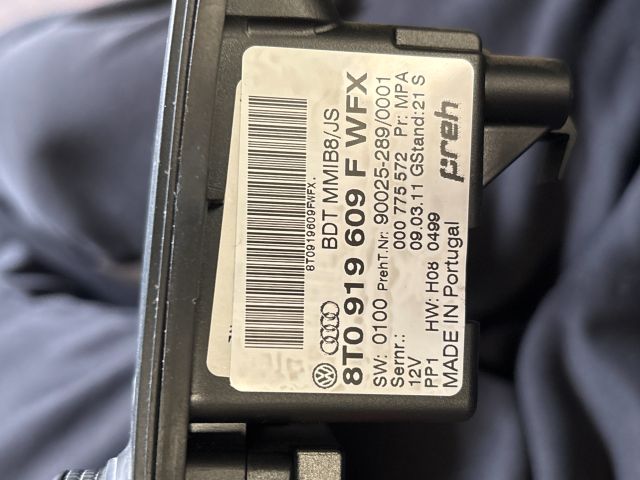 8T0919609FWFX.
BDT MMIB8/JS
8T0 919 609 F WFX
SW: 0100 PrehT.Nr: 90025-289/0001
Sernr.: 000 775 572 Pr: MPA
12V 09.03.11 GStand:21 S
PP1 HW: H08 0499
MADE IN Portugal
preh